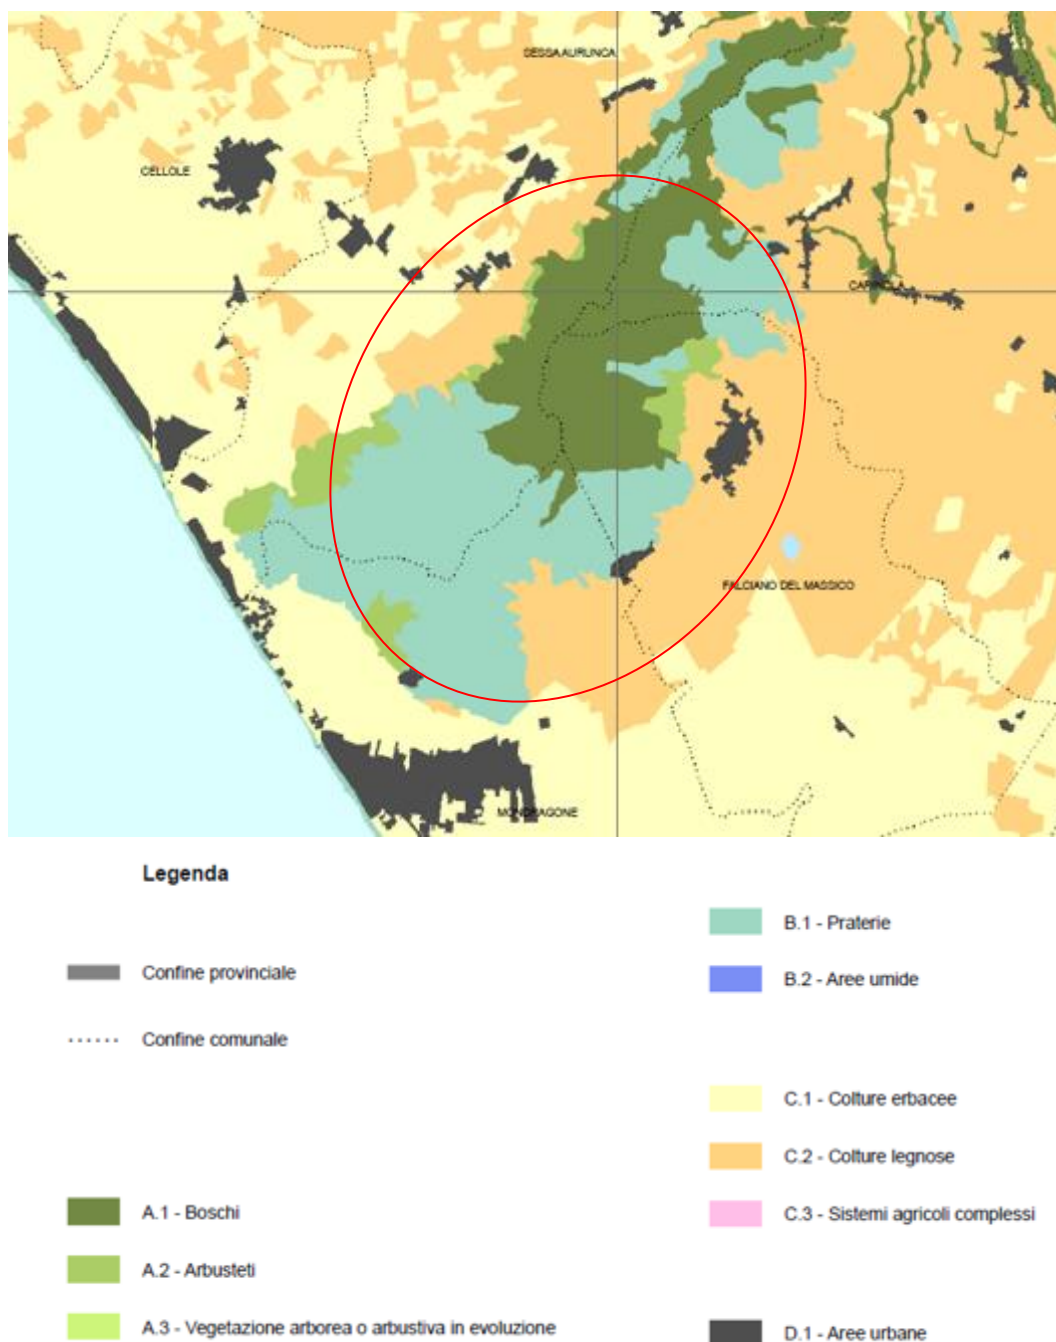 SESSA AURUNCA
CELLOLE
CARINOLA
FALCIANO DEL MASSICO
MONDRAGONE
Legenda
Confine provinciale
Confine comunale
A.1 - Boschi
A.2 - Arbusteti
A.3 - Vegetazione arborea o arbustiva in evoluzione
B.1 - Praterie
B.2 - Aree umide
C.1 - Colture erbacee
C.2 - Colture legnose
C.3 - Sistemi agricoli complessi
D.1 - Aree urbane